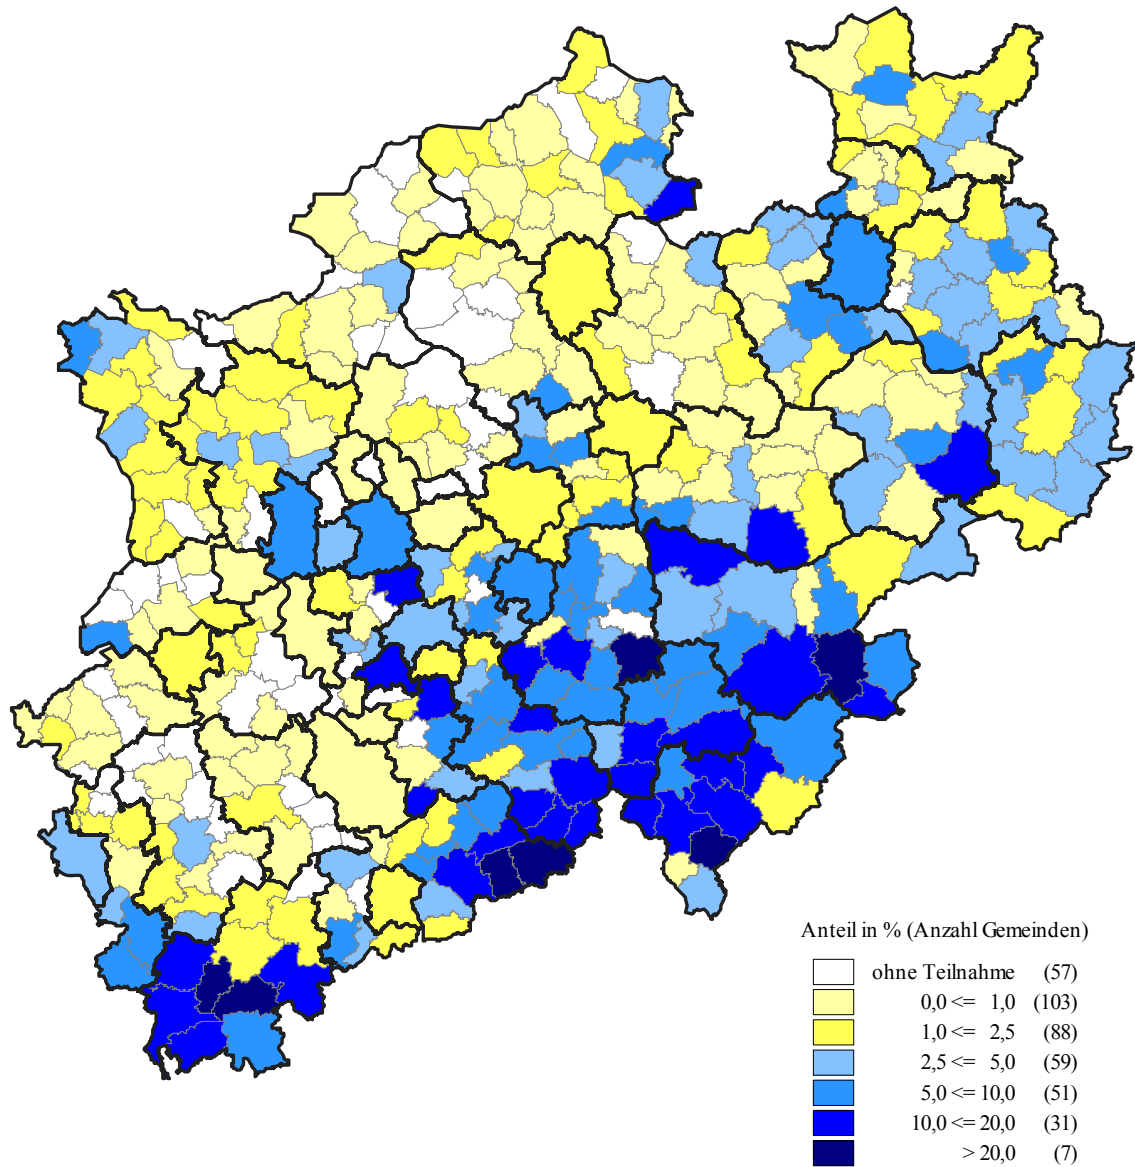 Anteil in % (Anzahl Gemeinden)
ohne Teilnahme (57)
0,0 <= 1,0 (103)
1,0 <= 2,5 (88)
2,5 <= 5,0 (59)
5,0 <= 10,0 (51)
10,0 <= 20,0 (31)
> 20,0 (7)